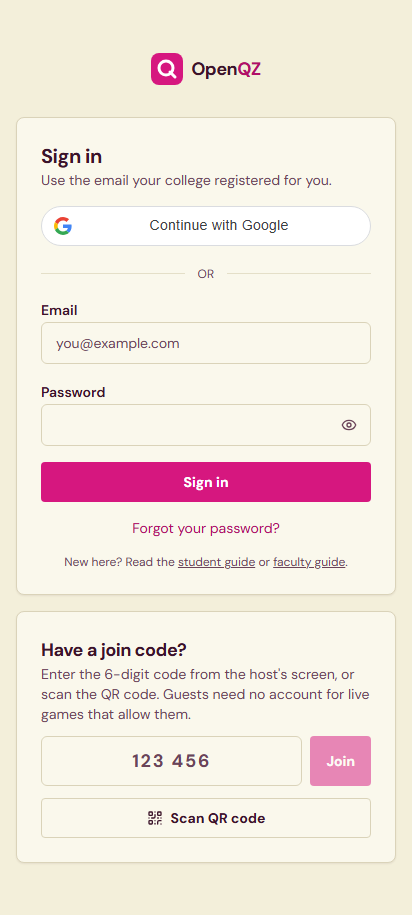 OpenQZ
Sign in
Use the email your college registered for you.
Continue with Google
OR
Email
you@example.com
Password
Sign in
Forgot your password?
New here? Read the student guide or faculty guide.
Have a join code?
Enter the 6-digit code from the host's screen, or
scan the QR code. Guests need no account for live
games that allow them.
123 456
Join
Scan QR code